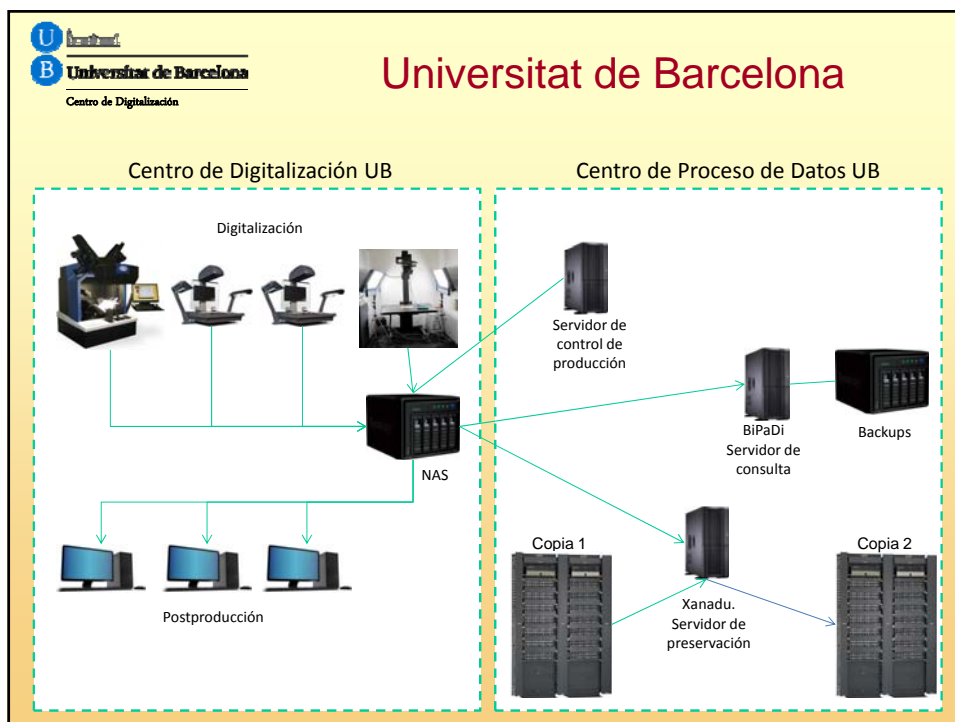 U
B
Universitat de Barcelona
Centro de Digitalización
Universitat de Barcelona
Centro de Digitalización UB
Digitalización
NAS
Postproducción
Centro de Proceso de Datos UB
Servidor de
control de
producción
BiPaDi
Servidor de
consulta
Backups
Copia 1
Xanadu.
Servidor de
preservación
Copia 2